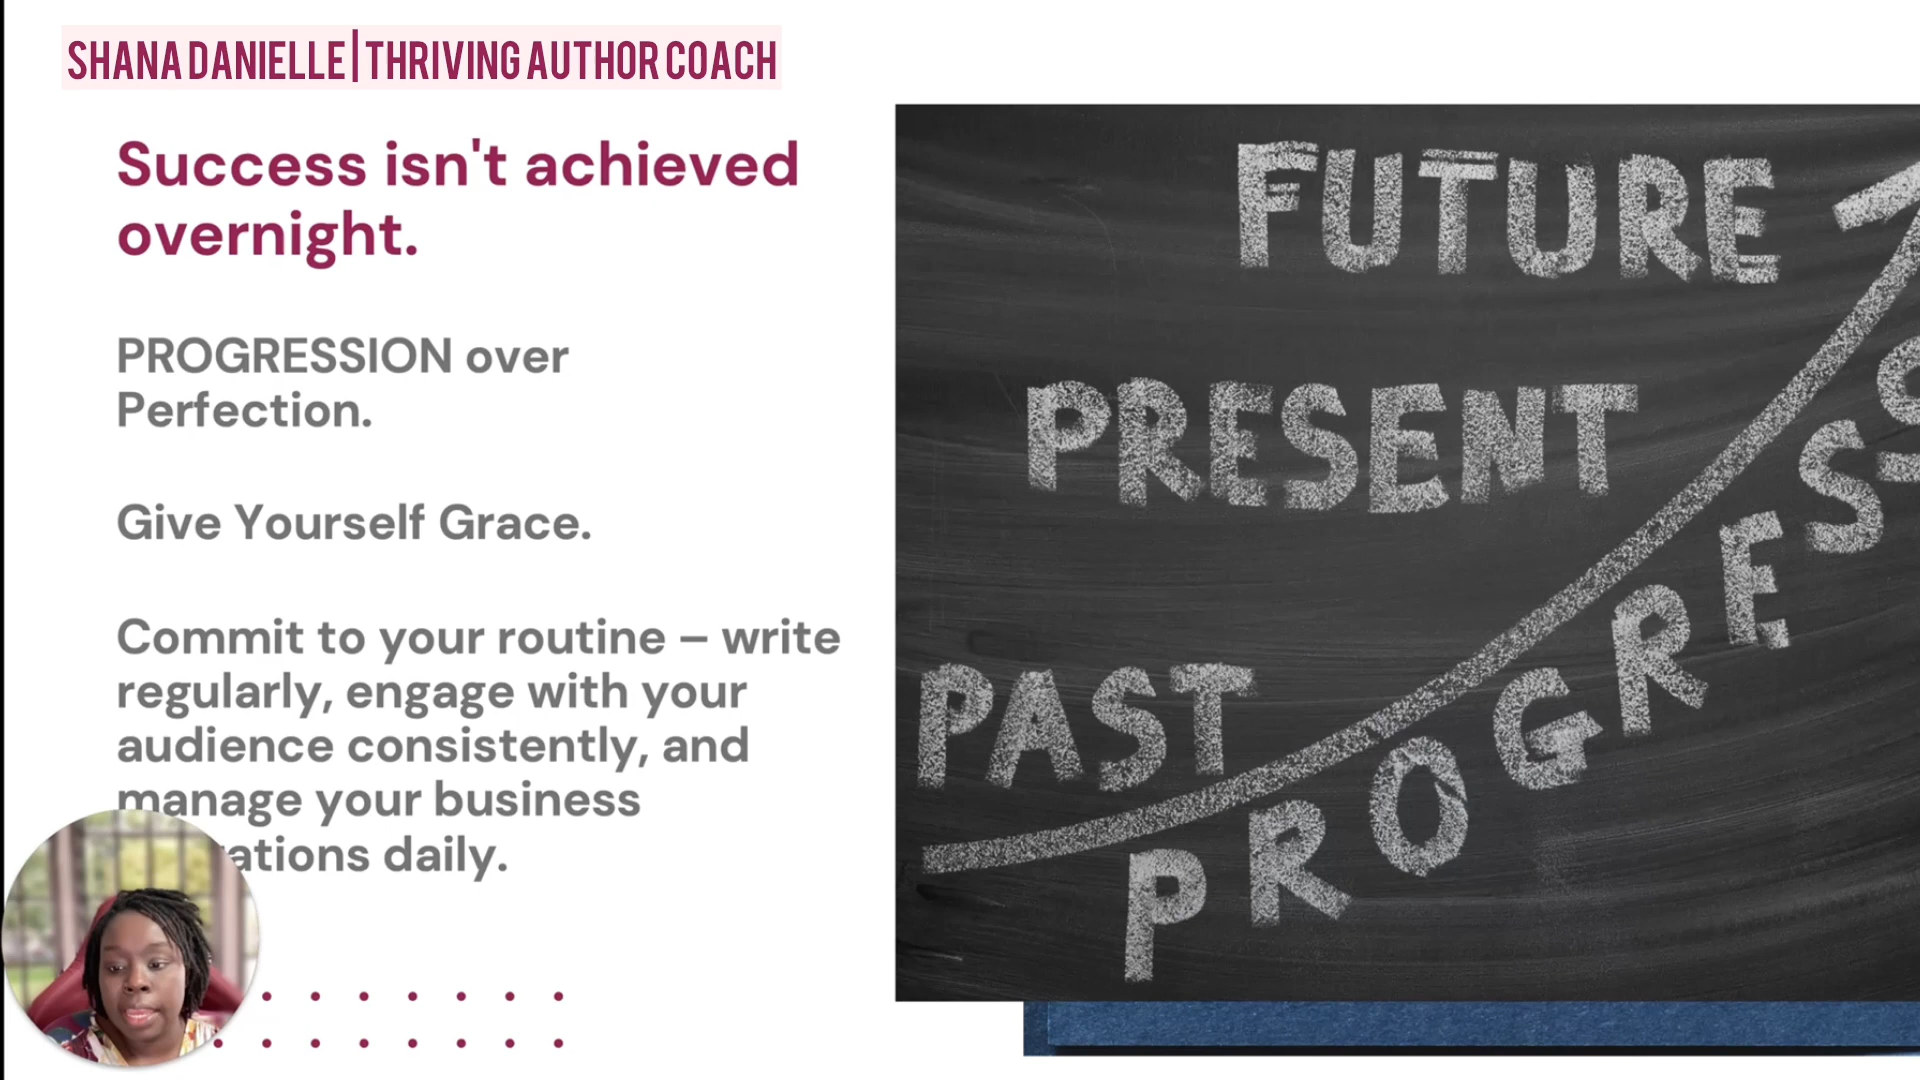 SHANA DANIELLE | THRIVING AUTHOR COACH
Success isn't achieved
overnight.
PROGRESSION over
Perfection.
Give Yourself Grace.
Commit to your routine – write
regularly, engage with your
audience consistently, and
manage your business
daily.
FUTURE
PRESENT
PAST
PROGRESS